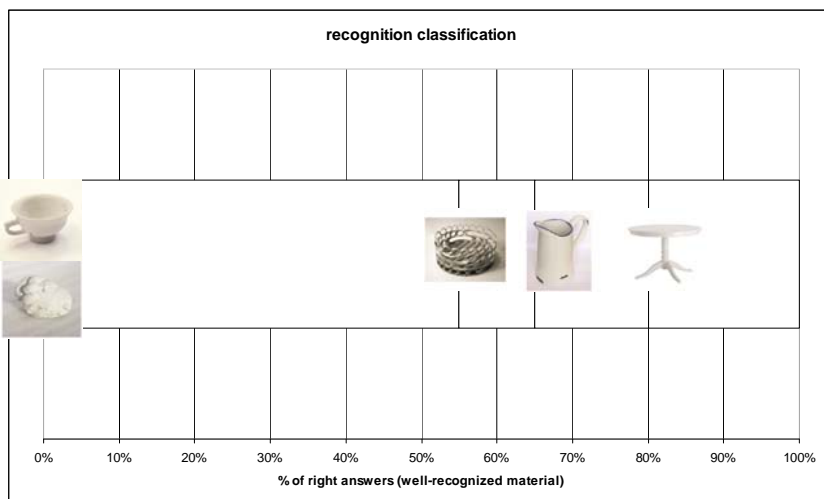 recognition classification
0% 10% 20% 30% 40% 50% 60% 70% 80% 90% 100%
% of right answers (well-recognized material)